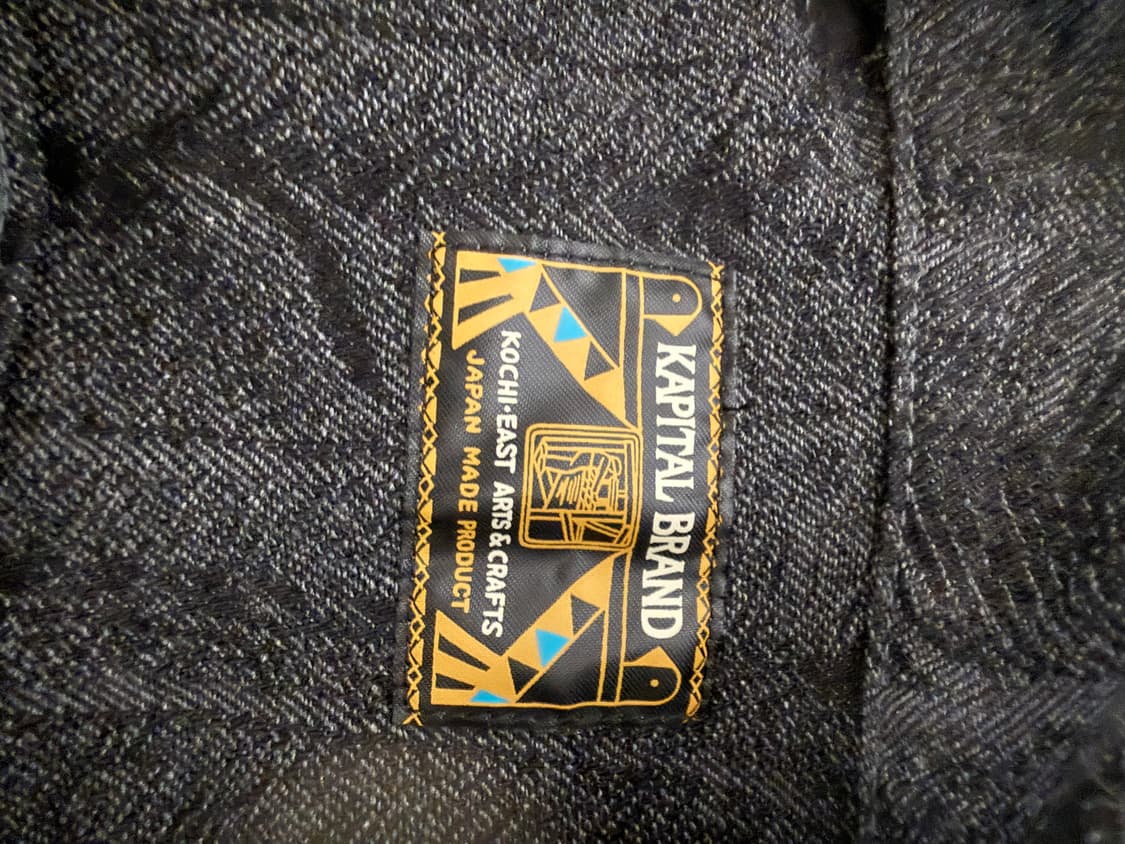 KAPITAL BRAND
KOCHI·EAST ARTS & CRAFTS
JAPAN MADE PRODUCT